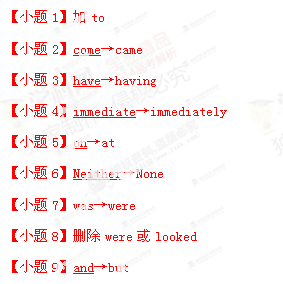 【小题1】加 to
【小题2】come→came
【小题3】have→having
【小题4】immediate→immediately
【小题5】on→at
【小题6】Neither→None
【小题7】was→were
【小题8】删除 were 或 looked
【小题9】and→but